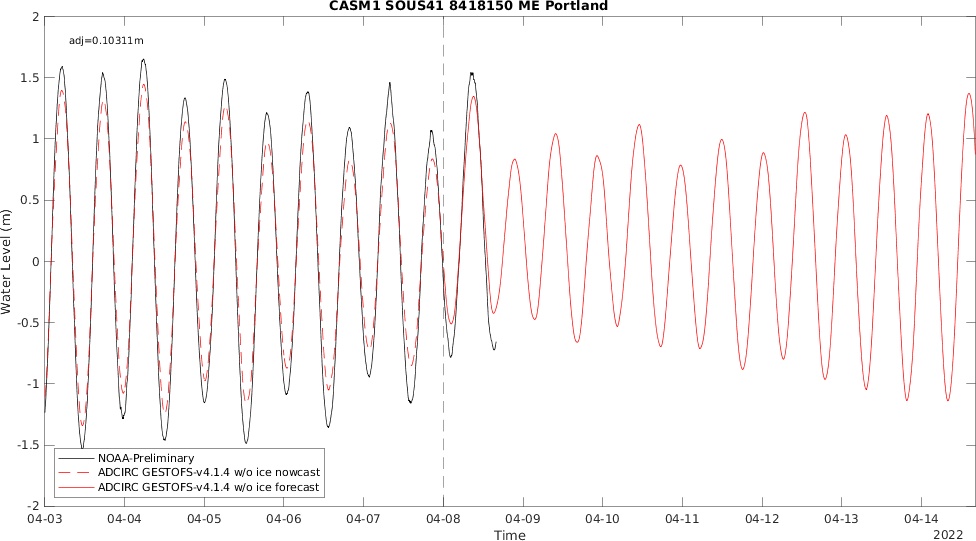 CASM1 SOUS41 8418150 ME Portland
adj=0.10311m
2
1.5
1
0.5
0
-0.5
-1
-1.5
-2
Water Level (m)
NOAA-Preliminary
ADCIRC GESTOFS-v4.1.4 w/o ice nowcast
ADCIRC GESTOFS-v4.1.4 w/o ice forecast
04-03 04-04 04-05 04-06 04-07 04-08 04-09 04-10 04-11 04-12 04-13 04-14
Time
2022